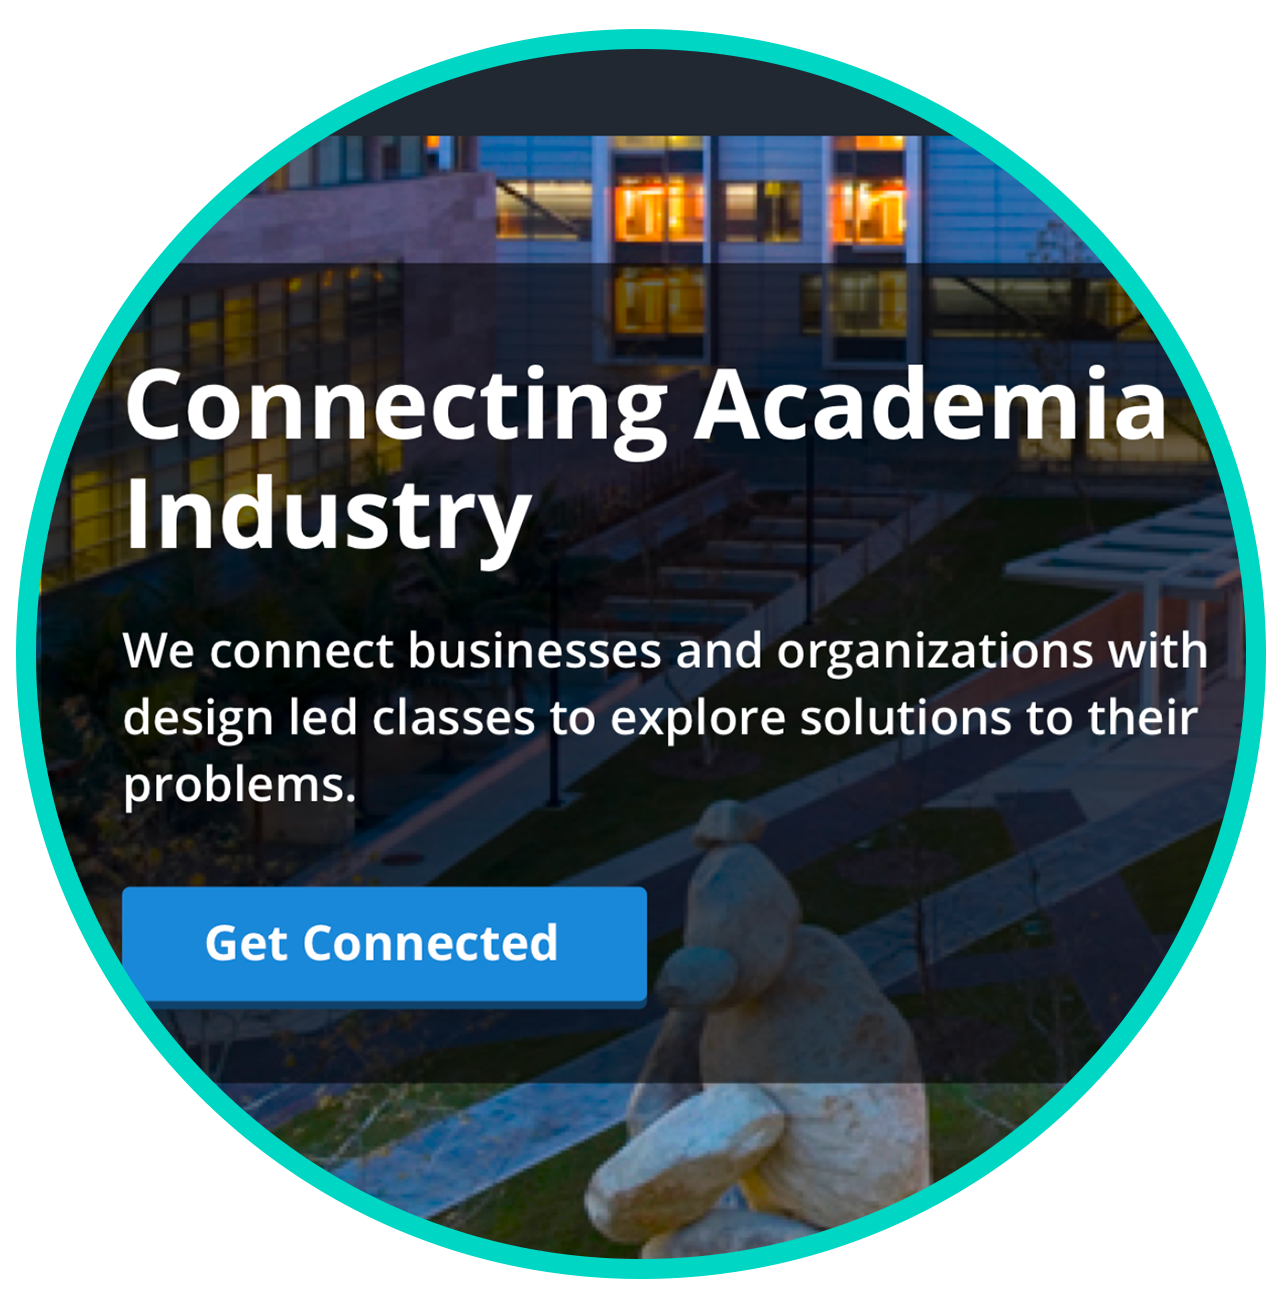 Connecting Academia
Industry
We connect businesses and organizations with
design led classes to explore solutions to their
problems.
Get Connected